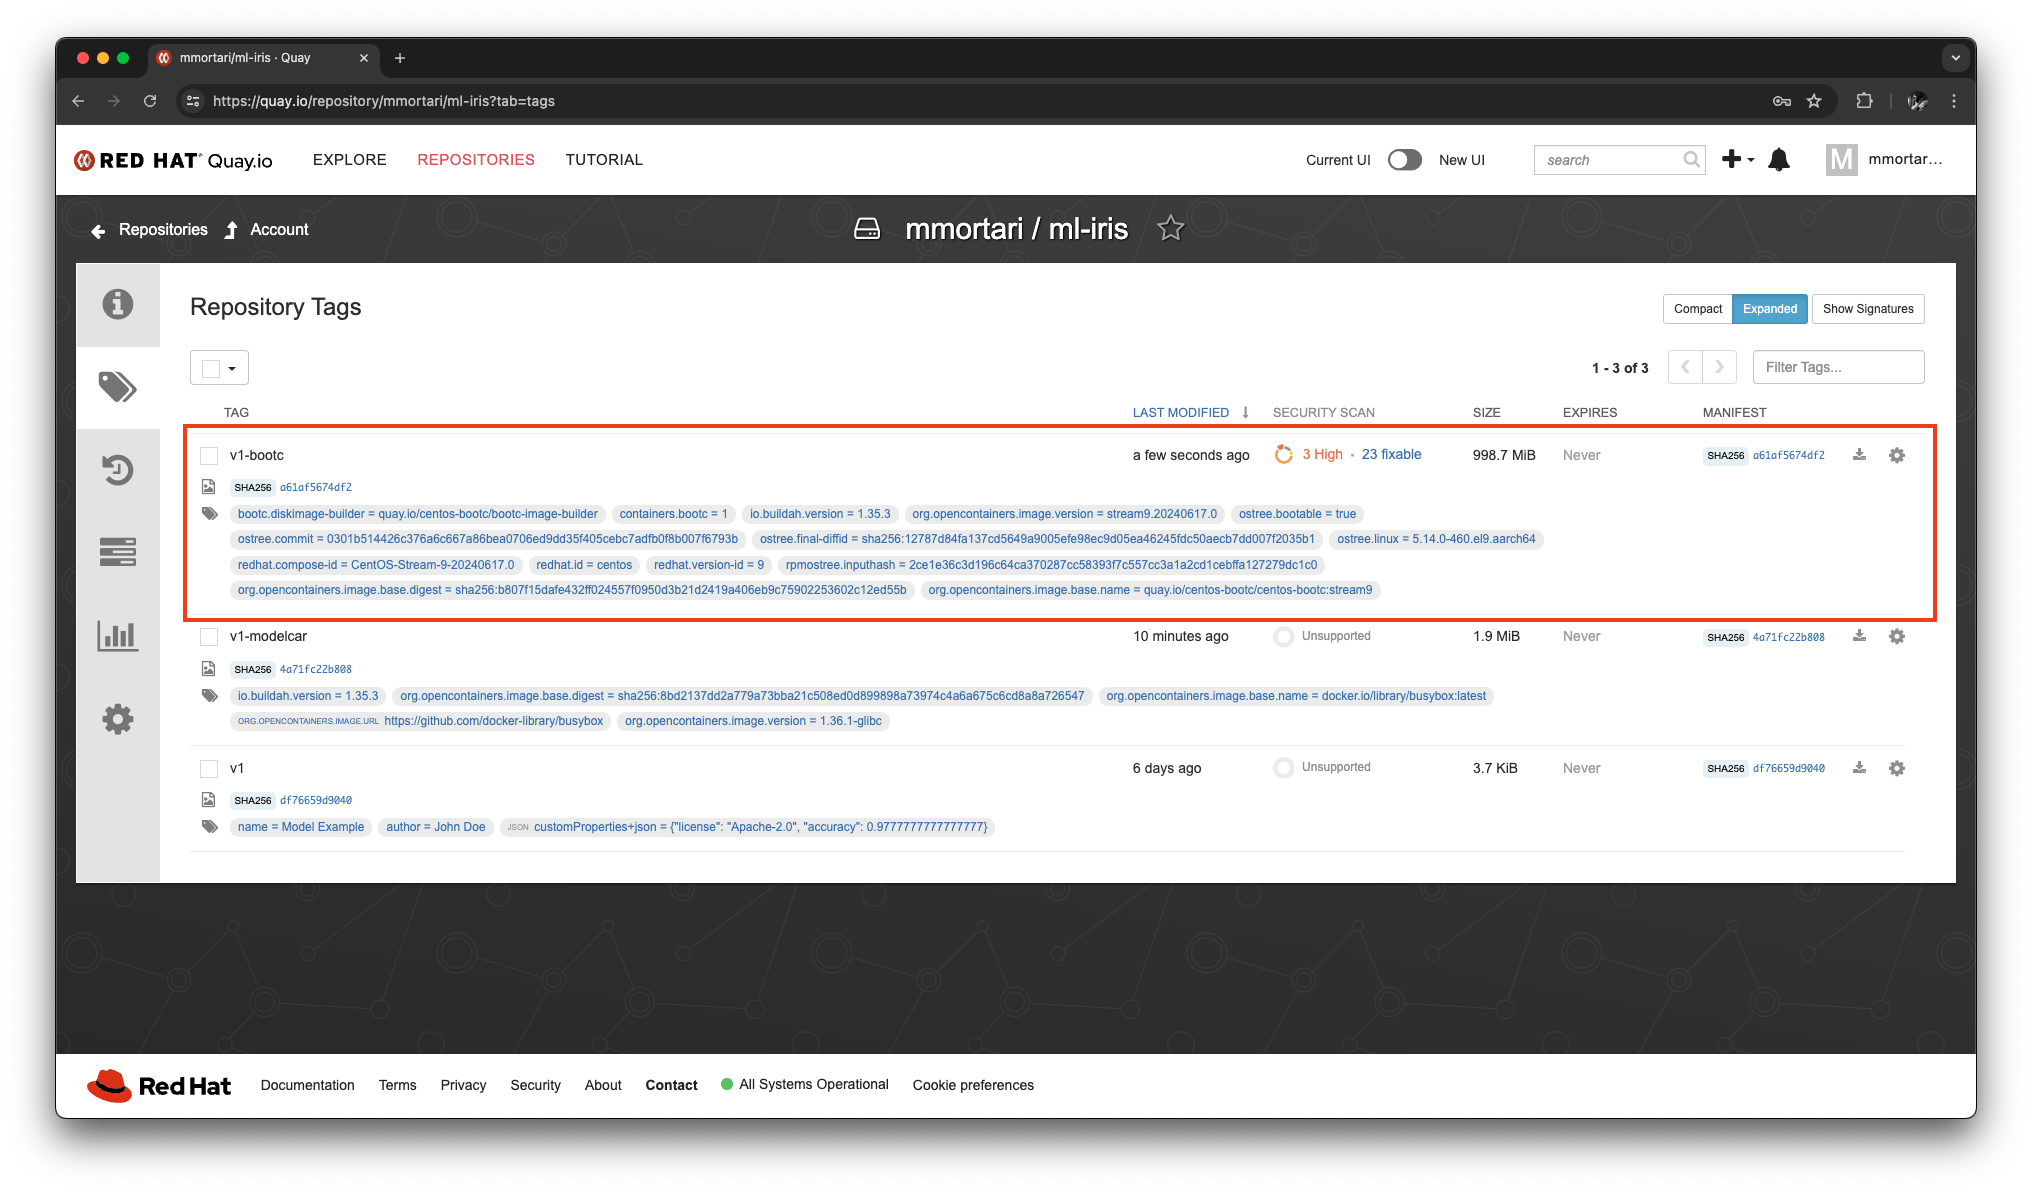 mmortari/ml-iris · Quay
https://quay.io/repository/mmortari/ml-iris?tab=tags
RED HAT Quay.io EXPLORE REPOSITORIES TUTORIAL Current UI New UI search M mmortar...
Repositories Account mmortari / ml-iris
Repository Tags Compact Expanded Show Signatures
1 - 3 of 3 Filter Tags...
TAG LAST MODIFIED SECURITY SCAN SIZE EXPIRES MANIFEST
v1-bootc a few seconds ago 3 High · 23 fixable 998.7 MiB Never SHA256 a61af5674df2
SHA256 a61af5674df2
bootc.diskimage-builder = quay.io/centos-bootc/bootc-image-builder containers.bootc = 1 io.buildah.version = 1.35.3 org.opencontainers.image.version = stream9.20240617.0 ostree.bootable = true
ostree.commit = 0301b514426c376a6c667a86bea0706ed9dd35f405cebc7adfb0f8b007f6793b ostree.final-diffid = sha256:12787d84fa137cd5649a9005efe98ec9d05ea46245fdc50aecb7dd007f2035b1 ostree.linux = 5.14.0-460.el9.aarch64
redhat.compose-id = CentOS-Stream-9-20240617.0 redhat.id = centos redhat.version-id = 9 rpmostree.inputhash = 2ce1e36c3d196c64ca370287cc58393f7c557cc3a1a2cd1cebffa127279dc1c0
org.opencontainers.image.base.digest = sha256:b807f15dafe432ff024557f0950d3b21d2419a406eb9c75902253602c12ed55b org.opencontainers.image.base.name = quay.io/centos-bootc/centos-bootc:stream9
v1-modelcar 10 minutes ago Unsupported 1.9 MiB Never SHA256 4a71fc22b808
SHA256 4a71fc22b808
io.buildah.version = 1.35.3 org.opencontainers.image.base.digest = sha256:8bd2137dd2a779a73bba21c508ed0d899898a73974c4a6a675c6cd8a8a726547 org.opencontainers.image.base.name = docker.io/library/busybox:latest
ORG.OPENCONTAINERS.IMAGE.URL https://github.com/docker-library/busybox org.opencontainers.image.version = 1.36.1-glibc
v1 6 days ago Unsupported 3.7 KiB Never SHA256 df76659d9040
SHA256 df76659d9040
name = Model Example author = John Doe JSON customProperties+json = {"license": "Apache-2.0", "accuracy": 0.9777777777777777}
Red Hat Documentation Terms Privacy Security About Contact All Systems Operational Cookie preferences